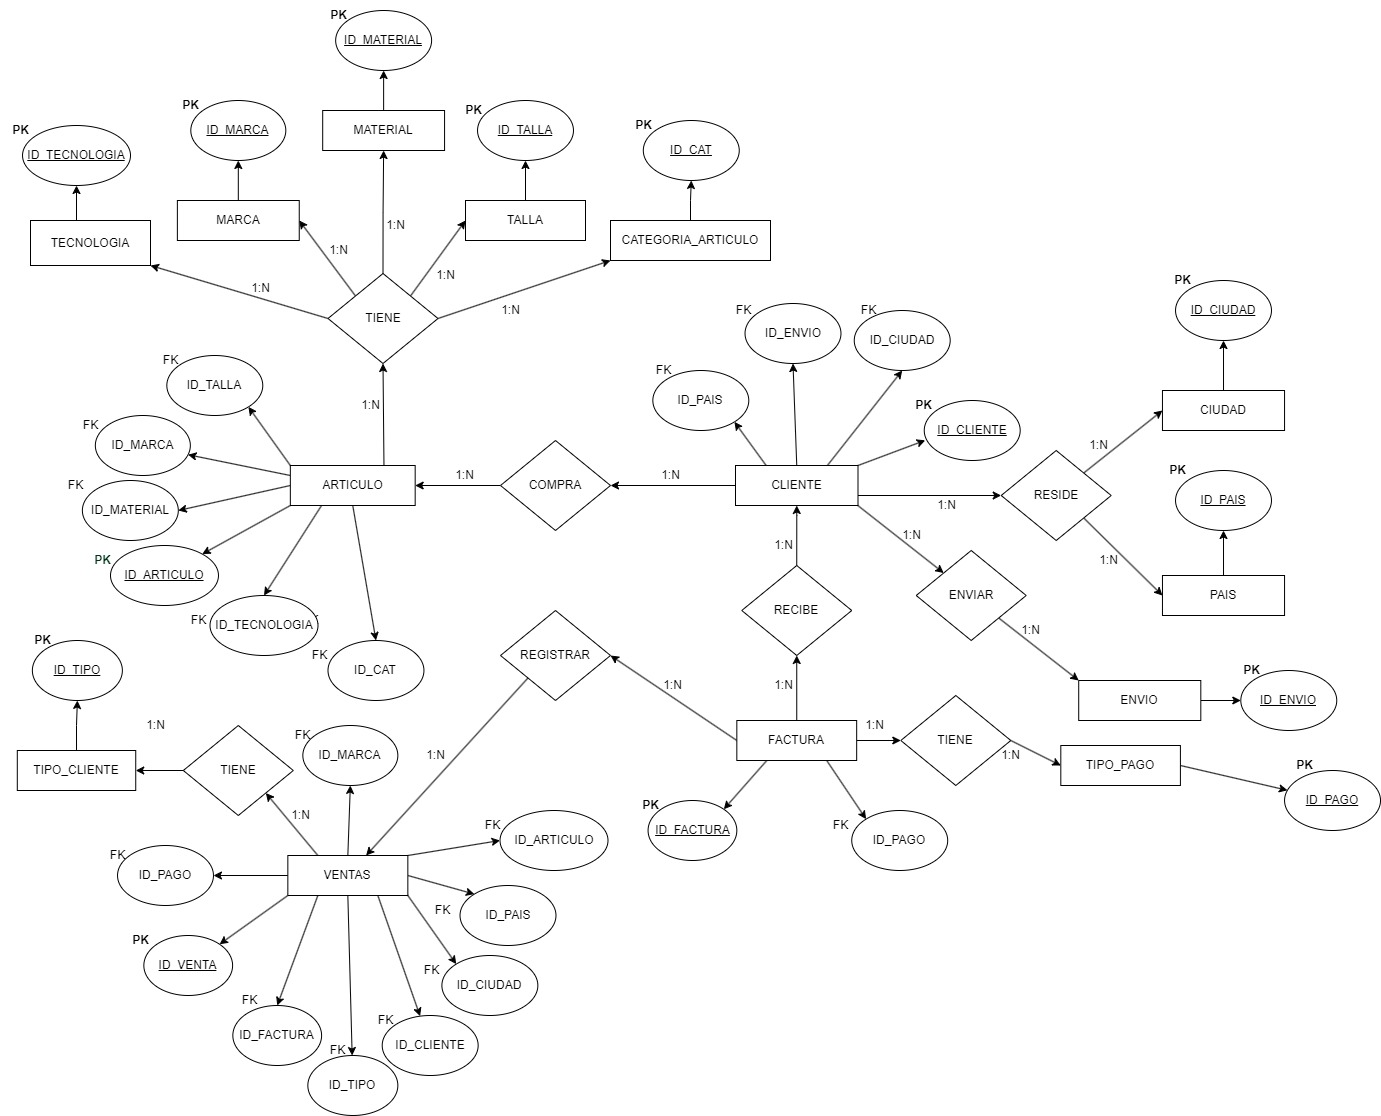 PK
ID_MATERIAL
PK
ID_MARCA
PK
ID_TALLA
PK
ID_TECNOLOGIA
PK
ID_CAT
MATERIAL
MARCA
TALLA
TECNOLOGIA
CATEGORIA_ARTICULO
1:N
1:N
1:N
1:N
1:N
TIENE
1:N
FK
ID_TALLA
FK
ID_MARCA
FK
ID_MATERIAL
PK
ID_ARTICULO
FK
ID_TECNOLOGIA
FK
ID_CAT
ARTICULO
1:N
COMPRA
1:N
CLIENTE
FK
ID_PAIS
FK
ID_ENVIO
FK
ID_CIUDAD
PK
ID_CLIENTE
1:N
RESIDE
1:N
1:N
PK
ID_CIUDAD
CIUDAD
PK
ID_PAIS
PAIS
1:N
ENVIAR
1:N
ENVIO
PK
ID_ENVIO
1:N
RECIBE
1:N
FACTURA
1:N
TIENE
1:N
TIPO_PAGO
PK
ID_PAGO
PK
ID_FACTURA
FK
ID_PAGO
REGISTRAR
1:N
1:N
PK
ID_TIPO
TIPO_CLIENTE
1:N
TIENE
1:N
VENTAS
FK
ID_MARCA
FK
ID_ARTICULO
FK
ID_PAGO
FK
ID_PAIS
PK
ID_VENTA
FK
ID_CIUDAD
FK
ID_FACTURA
FK
ID_CLIENTE
FK
ID_TIPO